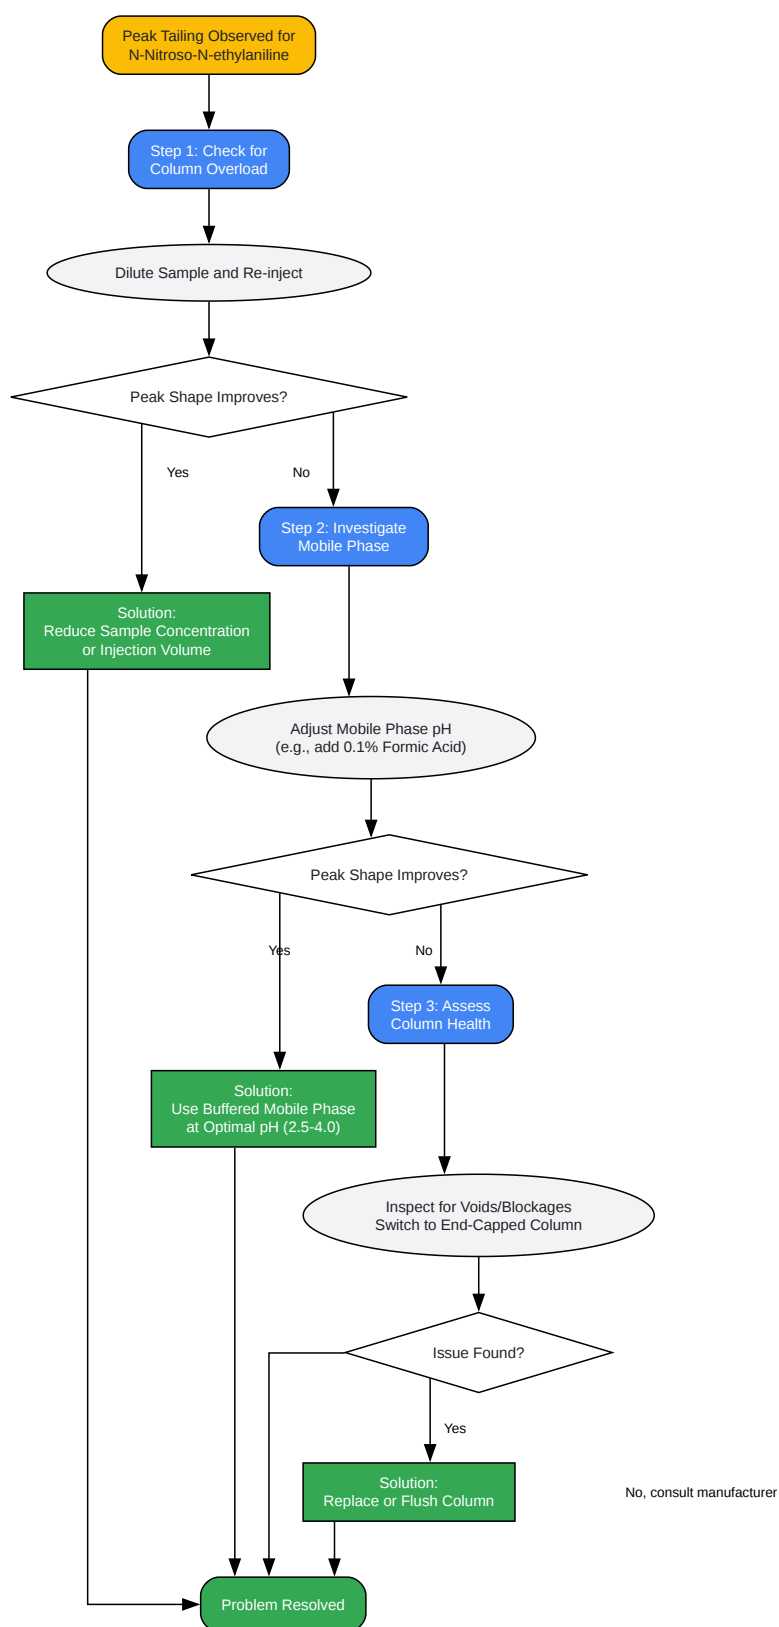 Peak Tailing Observed for
N-Nitroso-N-ethylaniline
Step 1: Check for
Column Overload
Dilute Sample and Re-inject
Peak Shape Improves?
Yes
No
Step 2: Investigate
Mobile Phase
Solution:
Reduce Sample Concentration
or Injection Volume
Adjust Mobile Phase pH
(e.g., add 0.1% Formic Acid)
Peak Shape Improves?
Yes
No
Step 3: Assess
Column Health
Solution:
Use Buffered Mobile Phase
at Optimal pH (2.5-4.0)
Inspect for Voids/Blockages
Switch to End-Capped Column
Issue Found?
Yes
Solution:
Replace or Flush Column
No, consult manufacturer
Problem Resolved